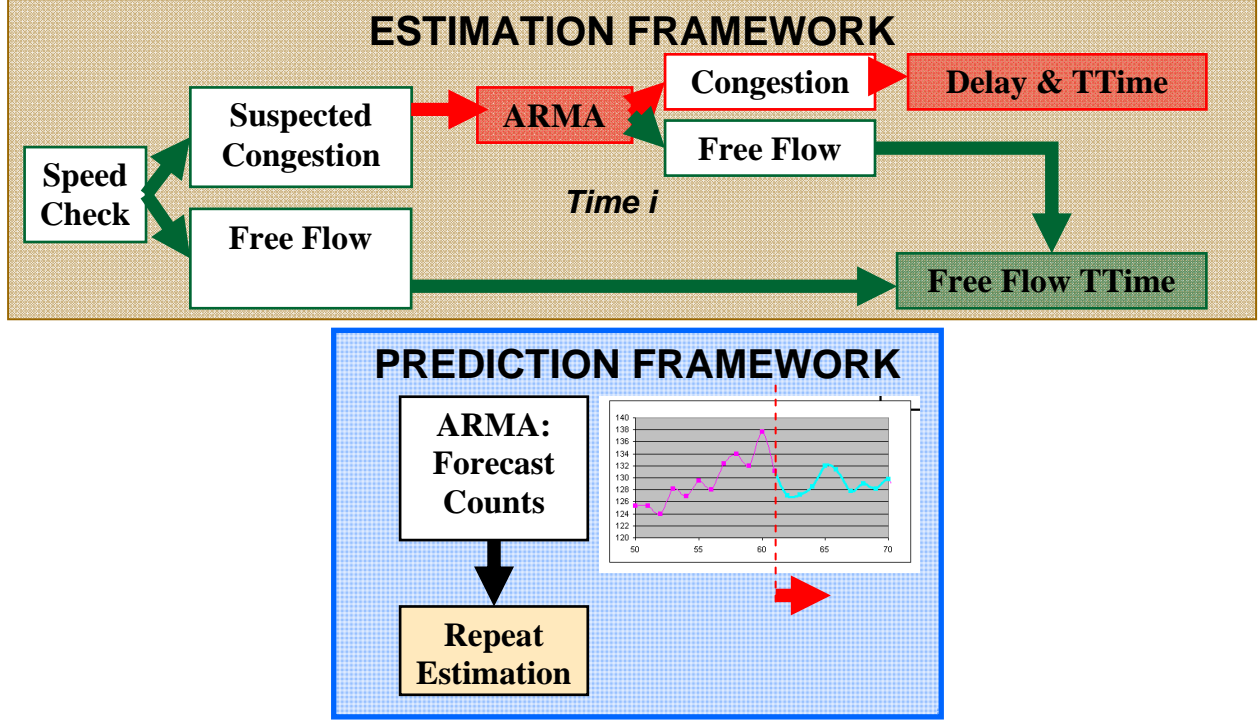 ESTIMATION FRAMEWORK
Speed
Check
Suspected
Congestion
Free Flow
ARMA
Congestion
Free Flow
Delay & TTime
Time i
Free Flow TTime
PREDICTION FRAMEWORK
ARMA:
Forecast
Counts
Repeat
Estimation
140
138
136
134
132
130
128
126
124
122
120
50 55 60 65 70